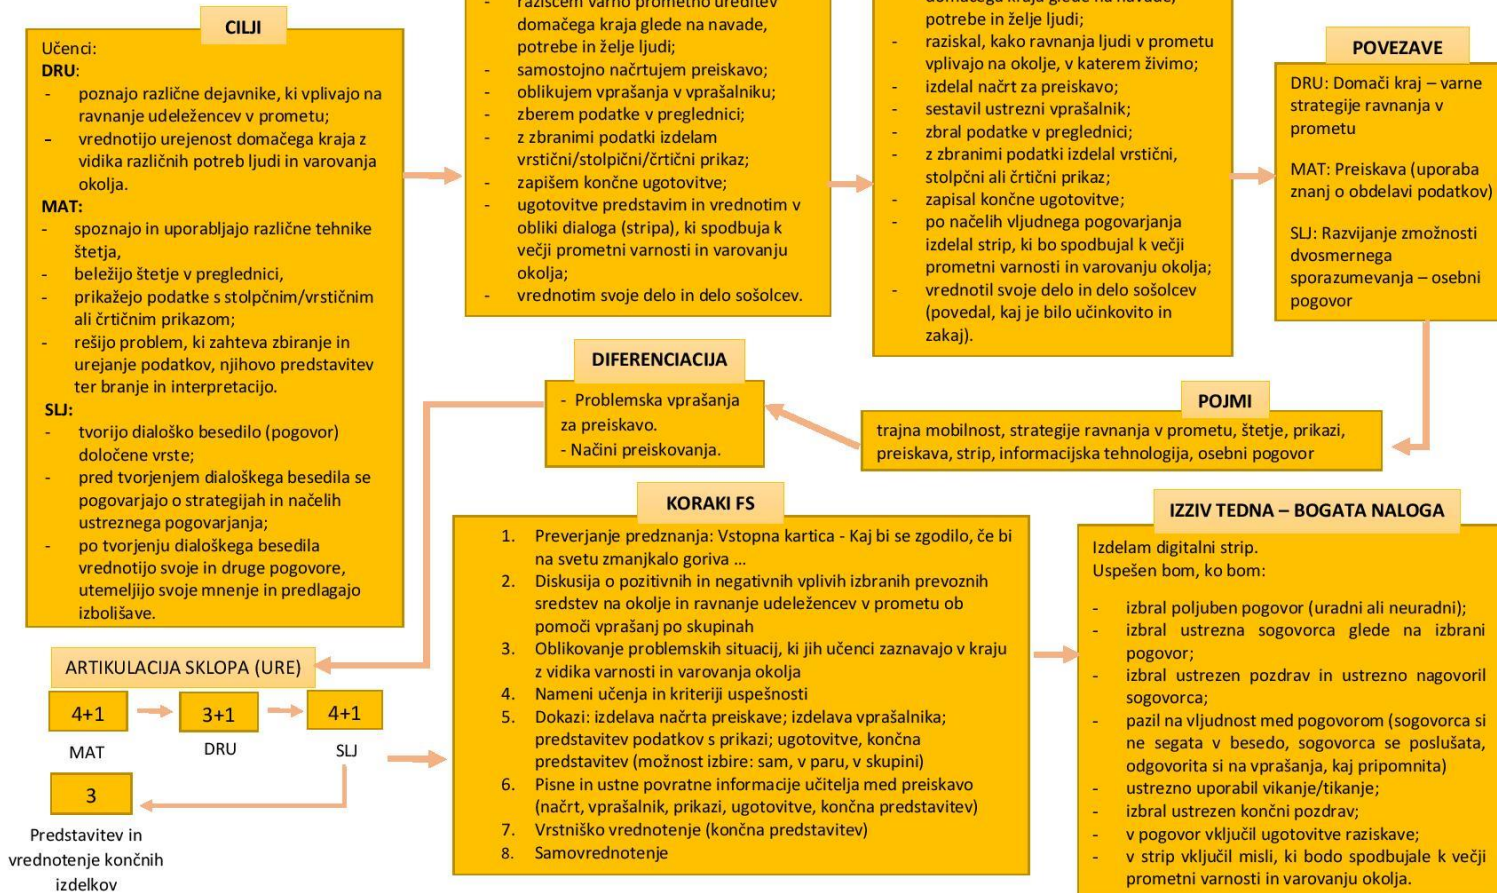 CILJI
Učenci:
DRU:
- poznajo različne dejavnike, ki vplivajo na
ravnanje udeležencev v prometu;
- vrednotijo urejenost domačega kraja z
vidika različnih potreb ljudi in varovanja
okolja.
MAT:
- spoznajo in uporabljajo različne tehnike
štetja,
- beležijo štetje v preglednici,
- prikažejo podatke s stolpčnim/vrstičnim
ali črtičnim prikazom;
- rešijo problem, ki zahteva zbiranje in
urejanje podatkov, njihovo predstavitev
ter branje in interpretacijo.
SLJ:
- tvorijo dialoško besedilo (pogovor)
določene vrste;
- pred tvorjenjem dialoškega besedila se
pogovarjajo o strategijah in načelih
ustreznega pogovarjanja;
- po tvorjenju dialoškega besedila
vrednotijo svoje in druge pogovore,
utemeljijo svoje mnenje in predlagajo
izboljšave.
- raziščem varno prometno ureditev
domačega kraja glede na navade,
potrebe in želje ljudi;
- samostojno načrtujem preiskavo;
- oblikujem vprašanja v vprašalniku;
- zberem podatke v preglednici;
- z zbranimi podatki izdelam
vrstični/stolpični/črtični prikaz;
- zapišem končne ugotovitve;
- ugotovitve predstavim in vrednotim v
obliki dialoga (stripa), ki spodbuja k
večji prometni varnosti in varovanju
okolja;
- vrednotim svoje delo in delo sošolcev.
domačega kraja glede na navade,
potrebe in želje ljudi;
- raziskal, kako ravnanja ljudi v prometu
vplivajo na okolje, v katerem živimo;
- izdelal načrt za preiskavo;
- sestavil ustrezni vprašalnik;
- zbral podatke v preglednici;
- z zbranimi podatki izdelal vrstični,
stolpčni ali črtični prikaz;
- zapisal končne ugotovitve;
- po načelih vljudnega pogovarjanja
izdelal strip, ki bo spodbujal k večji
prometni varnosti in varovanju okolja;
- vrednotil svoje delo in delo sošolcev
(povedal, kaj je bilo učinkovito in
zakaj).
POVEZAVE
DRU: Domači kraj – varne
strategije ravnanja v
prometu
MAT: Preiskava (uporaba
znanj o obdelavi podatkov)
SLJ: Razvijanje zmožnosti
dvosmernega
sporazumevanja – osebni
pogovor
POJMI
trajna mobilnost, strategije ravnanja v prometu, štetje, prikazi,
preiskava, strip, informacijska tehnologija, osebni pogovor
DIFERENCIACIJA
- Problemska vprašanja
za preiskavo.
- Načini preiskovanja.
ARTIKULACIJA SKLOPA (URE)
4+1
3+1
4+1
MAT
DRU
SLJ
3
Predstavitev in
vrednotenje končnih
izdelkov
KORAKI FS
1. Preverjanje predznanja: Vstopna kartica - Kaj bi se zgodilo, če bi
na svetu zmanjkalo goriva ...
2. Diskusija o pozitivnih in negativnih vplivih izbranih prevoznih
sredstev na okolje in ravnanje udeležencev v prometu ob
pomoči vprašanj po skupinah
3. Oblikovanje problemskih situacij, ki jih učenci zaznavajo v kraju
z vidika varnosti in varovanja okolja
4. Nameni učenja in kriteriji uspešnosti
5. Dokazi: izdelava načrta preiskave; izdelava vprašalnika;
predstavitev podatkov s prikazi; ugotovitve, končna
predstavitev (možnost izbire: sam, v paru, v skupini)
6. Pisne in ustne povratne informacije učitelja med preiskavo
(načrt, vprašalnik, prikazi, ugotovitve, končna predstavitev)
7. Vrstniško vrednotenje (končna predstavitev)
8. Samovrednotenje
IZZIV TEDNA – BOGATA NALOGA
Izdelam digitalni strip.
Uspešen bom, ko bom:
- izbral poljuben pogovor (uradni ali neuradni);
- izbral ustrezna sogovorca glede na izbrani
pogovor;
- izbral ustrezen pozdrav in ustrezno nagovoril
sogovorca;
- pazil na vljudnost med pogovorom (sogovorca si
ne segata v besedo, sogovorca se poslušata,
odgovorita si na vprašanja, kaj pripomnita)
- ustrezno uporabil vikanje/tikanje;
- izbral ustrezen končni pozdrav;
- v pogovor vključil ugotovitve raziskave;
- v strip vključil misli, ki bodo spodbujale k večji
prometni varnosti in varovanju okolja.